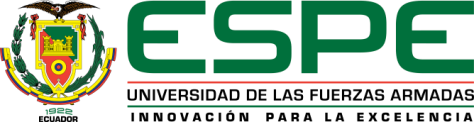 1922
ECUADOR
ESPE
UNIVERSIDAD DE LAS FUERZAS ARMADAS
INNOVACIÓN PARA LA EXCELENCIA